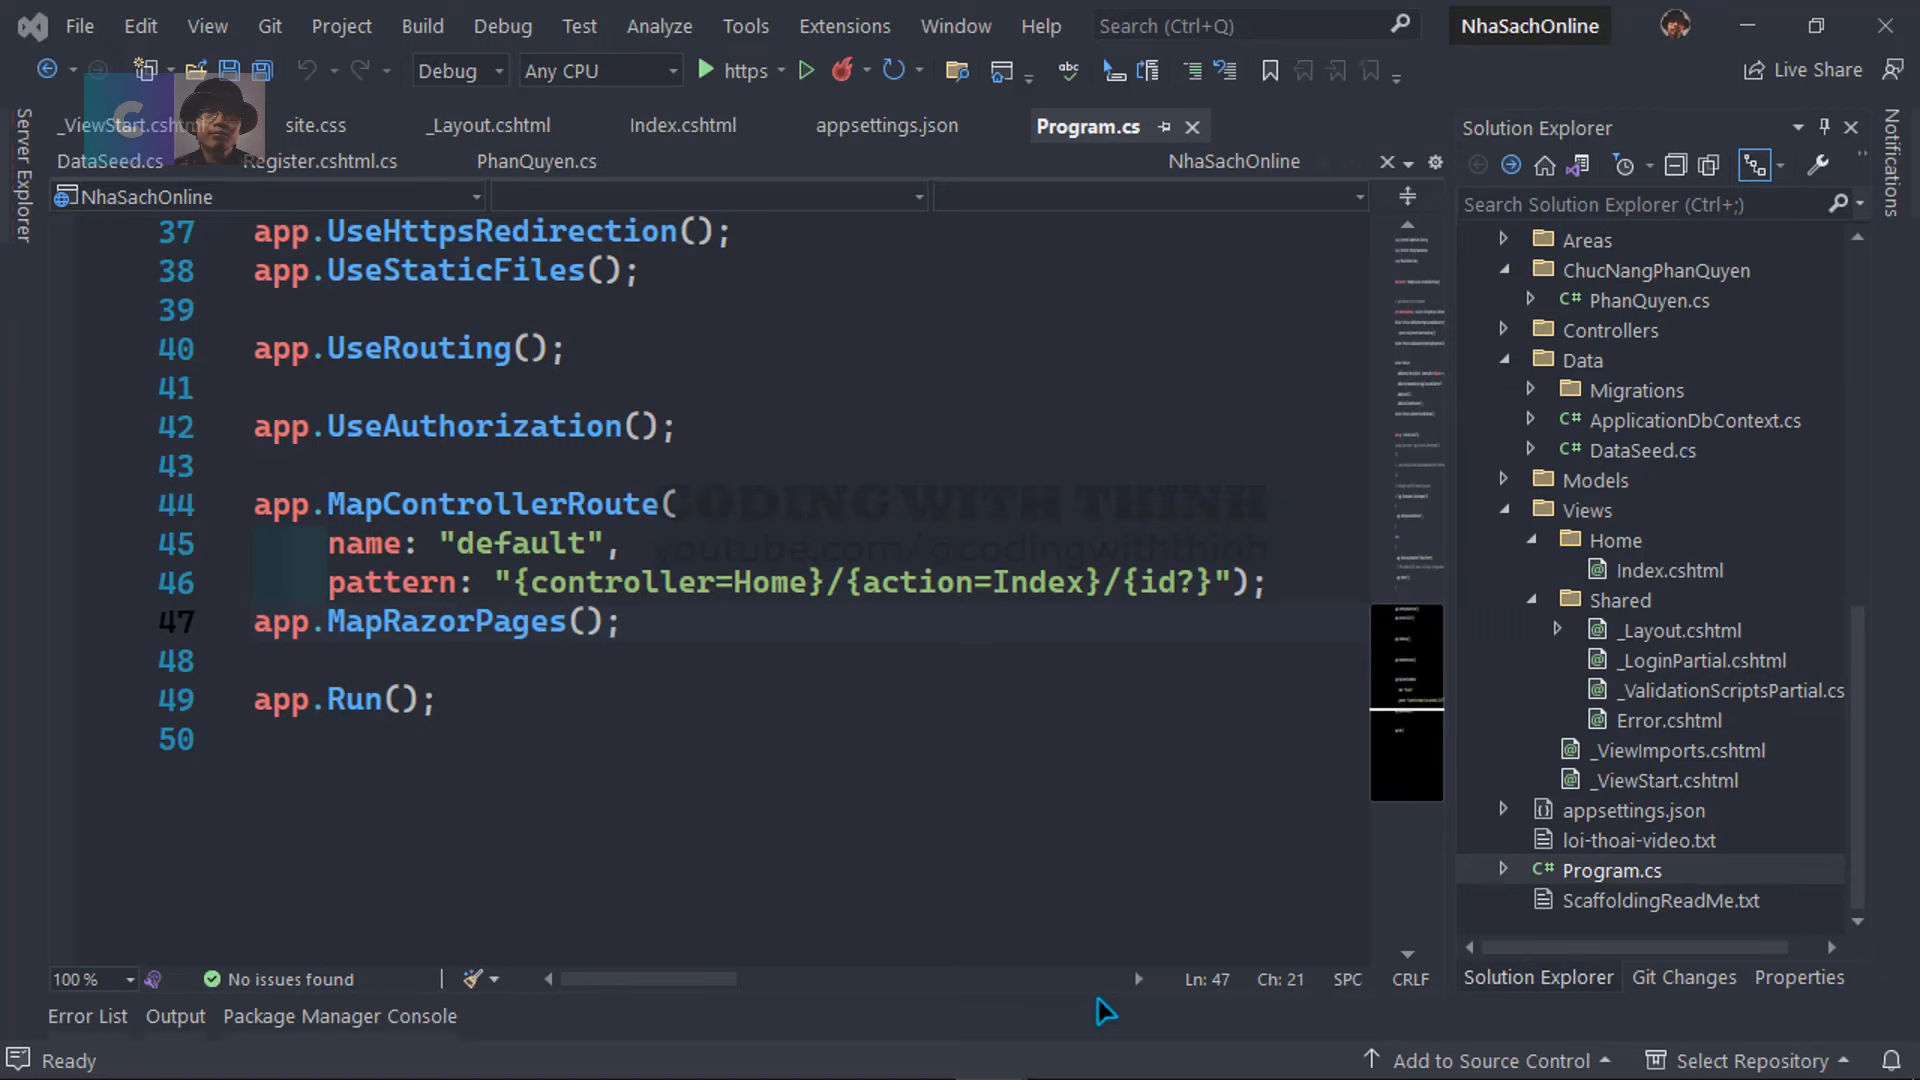 File Edit View Git Project Build Debug Test Analyze Tools Extensions Window Help Search (Ctrl+Q) NhaSachOnline
Debug Any CPU https Live Share
_ViewStart.cshtml site.css _Layout.cshtml Index.cshtml appsettings.json Program.cs
DataSeed.cs Register.cshtml.cs PhanQuyen.cs NhaSachOnline
NhaSachOnline
Server Explorer
37 app.UseHttpsRedirection();
38 app.UseStaticFiles();
39
40 app.UseRouting();
41
42 app.UseAuthorization();
43
44 app.MapControllerRoute(
45 name: "default",
46 pattern: "{controller=Home}/{action=Index}/{id?}");
47 app.MapRazorPages();
48
49 app.Run();
50
CODING WITH THINH
youtube.com/@codingwiththinh
Solution Explorer
Search Solution Explorer (Ctrl+;)
Areas
ChucNangPhanQuyen
C# PhanQuyen.cs
Controllers
Data
Migrations
C# ApplicationDbContext.cs
C# DataSeed.cs
Models
Views
Home
Index.cshtml
Shared
_Layout.cshtml
_LoginPartial.cshtml
_ValidationScriptsPartial.cs
Error.cshtml
_ViewImports.cshtml
_ViewStart.cshtml
appsettings.json
loi-thoai-video.txt
C# Program.cs
ScaffoldingReadMe.txt
Notifications
100 % No issues found Ln: 47 Ch: 21 SPC CRLF
Solution Explorer Git Changes Properties
Error List Output Package Manager Console
Ready Add to Source Control Select Repository